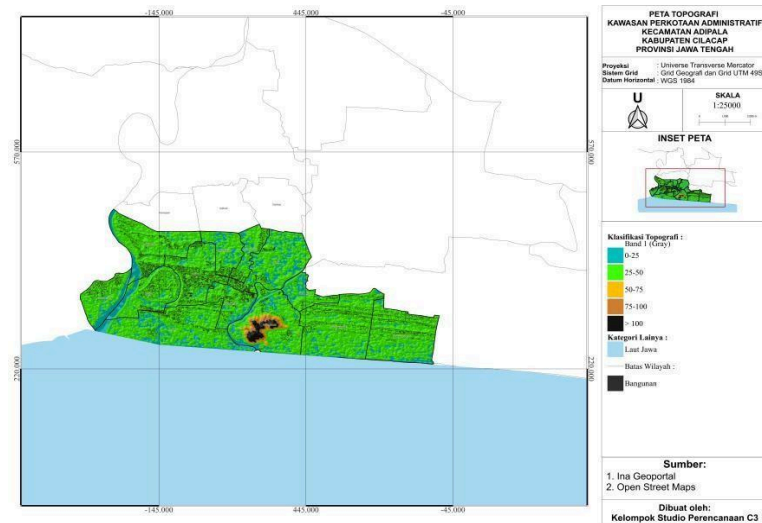 -145.000 445.000 -45.000
570.000 570.000
220.000 220.000
-145.000 445.000 -45.000
PETA TOPOGRAFI
KAWASAN PERKOTAAN ADMINISTRATIF
KECAMATAN ADIPALA
KABUPATEN CILACAP
PROVINSI JAWA TENGAH
Proyeksi : Universe Transverse Mercator
Sistem Grid : Grid Geografi dan Grid UTM 49S
Datum Horizontal : WGS 1984
U
SKALA
1:25000
INSET PETA
Klasifikasi Topografi :
Band 1 (Gray)
0-25
25-50
50-75
75-100
> 100
Kategori Lainya :
Laut Jawa
Batas Wilayah :
Bangunan
Sumber:
1. Ina Geoportal
2. Open Street Maps
Dibuat oleh:
Kelompok Studio Perencanaan C3